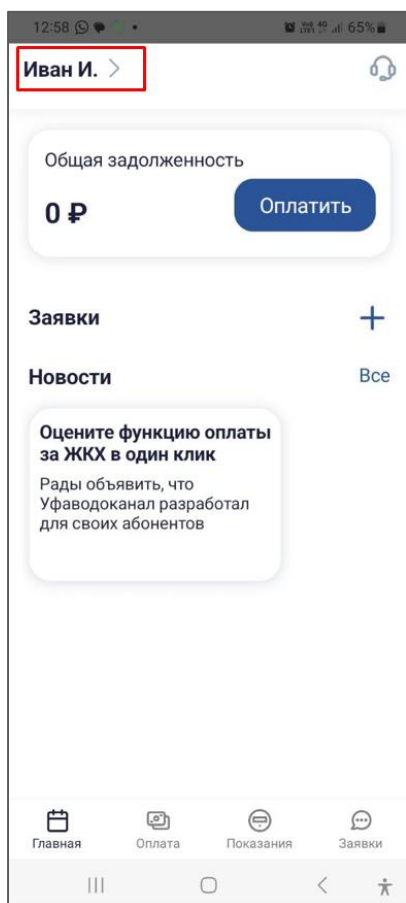 12:58
65%
Иван И.
Общая задолженность
0 ₽
Оплатить
Заявки
Новости
Все
Оцените функцию оплаты
за ЖКХ в один клик
Рады объявить, что
Уфаводоканал разработал
для своих абонентов
Главная
Оплата
Показания
Заявки